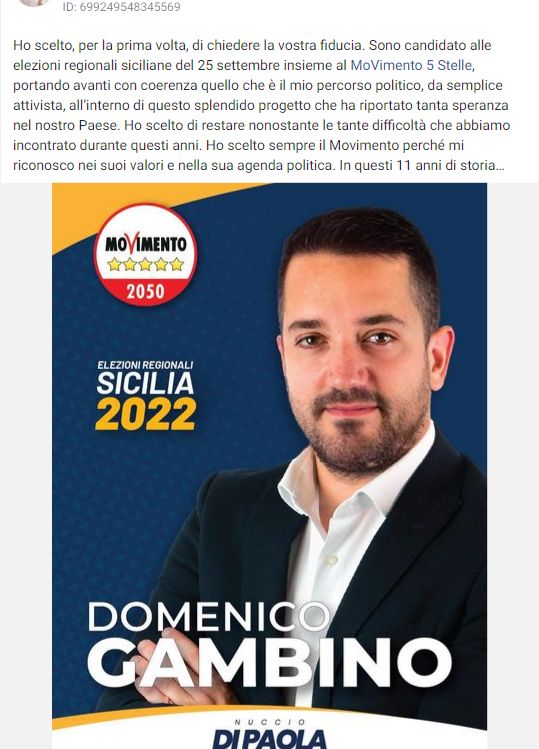 ID: 699249548345569
Ho scelto, per la prima volta, di chiedere la vostra fiducia. Sono candidato alle
elezioni regionali siciliane del 25 settembre insieme al MoVimento 5 Stelle,
portando avanti con coerenza quello che è il mio percorso politico, da semplice
attivista, all'interno di questo splendido progetto che ha riportato tanta speranza
nel nostro Paese. Ho scelto di restare nonostante le tante difficoltà che abbiamo
incontrato durante questi anni. Ho scelto sempre il Movimento perché mi
riconosco nei suoi valori e nella sua agenda politica. In questi 11 anni di storia...
MOVIMENTO
2050
ELEZIONI REGIONALI
SICILIA
2022
DOMENICO
GAMBINO
NUCCIO
DI PAOLA